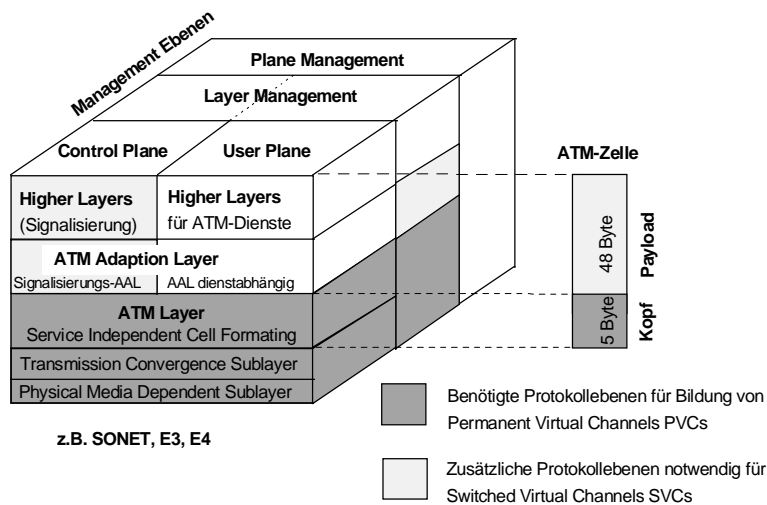 Management Ebenen
Plane Management
Layer Management
Control Plane
User Plane
ATM-Zelle
Higher Layers
(Signalisierung)
Higher Layers
für ATM-Dienste
ATM Adaption Layer
Signalisierungs-AAL
AAL dienstabhängig
ATM Layer
Service Independent Cell Formating
Transmission Convergence Sublayer
Physical Media Dependent Sublayer
z.B. SONET, E3, E4
48 Byte
Payload
5 Byte
Kopf
Benötigte Protokollebenen für Bildung von
Permanent Virtual Channels PVCs
Zusätzliche Protokollebenen notwendig für
Switched Virtual Channels SVCs